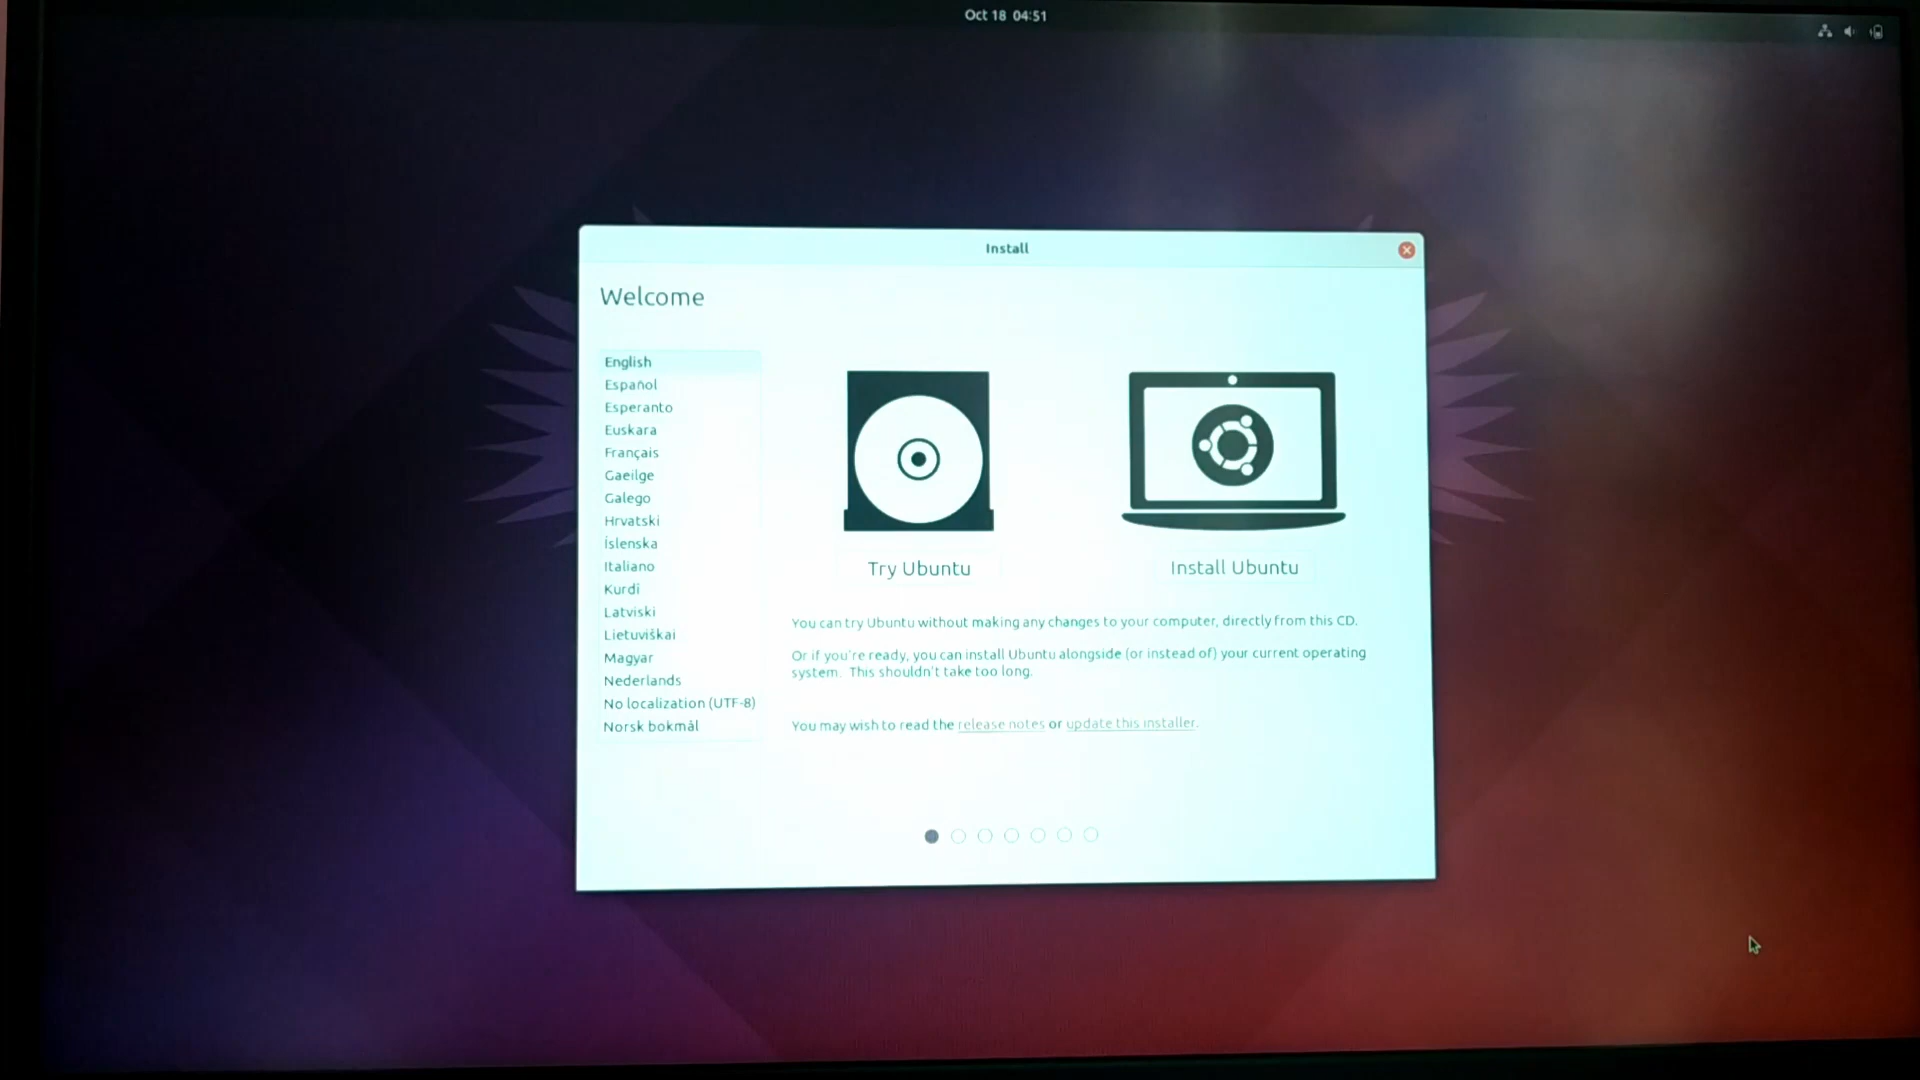 Oct 18 04:51
Install
Welcome
English
Español
Esperanto
Euskara
Français
Gaeilge
Galego
Hrvatski
Íslenska
Italiano
Kurdî
Latviski
Lietuviškai
Magyar
Nederlands
No localization (UTF-8)
Norsk bokmål
Try Ubuntu
Install Ubuntu
You can try Ubuntu without making any changes to your computer, directly from this CD.
Or if you're ready, you can install Ubuntu alongside (or instead of) your current operating
system. This shouldn't take too long.
You may wish to read the release notes or update this installer.